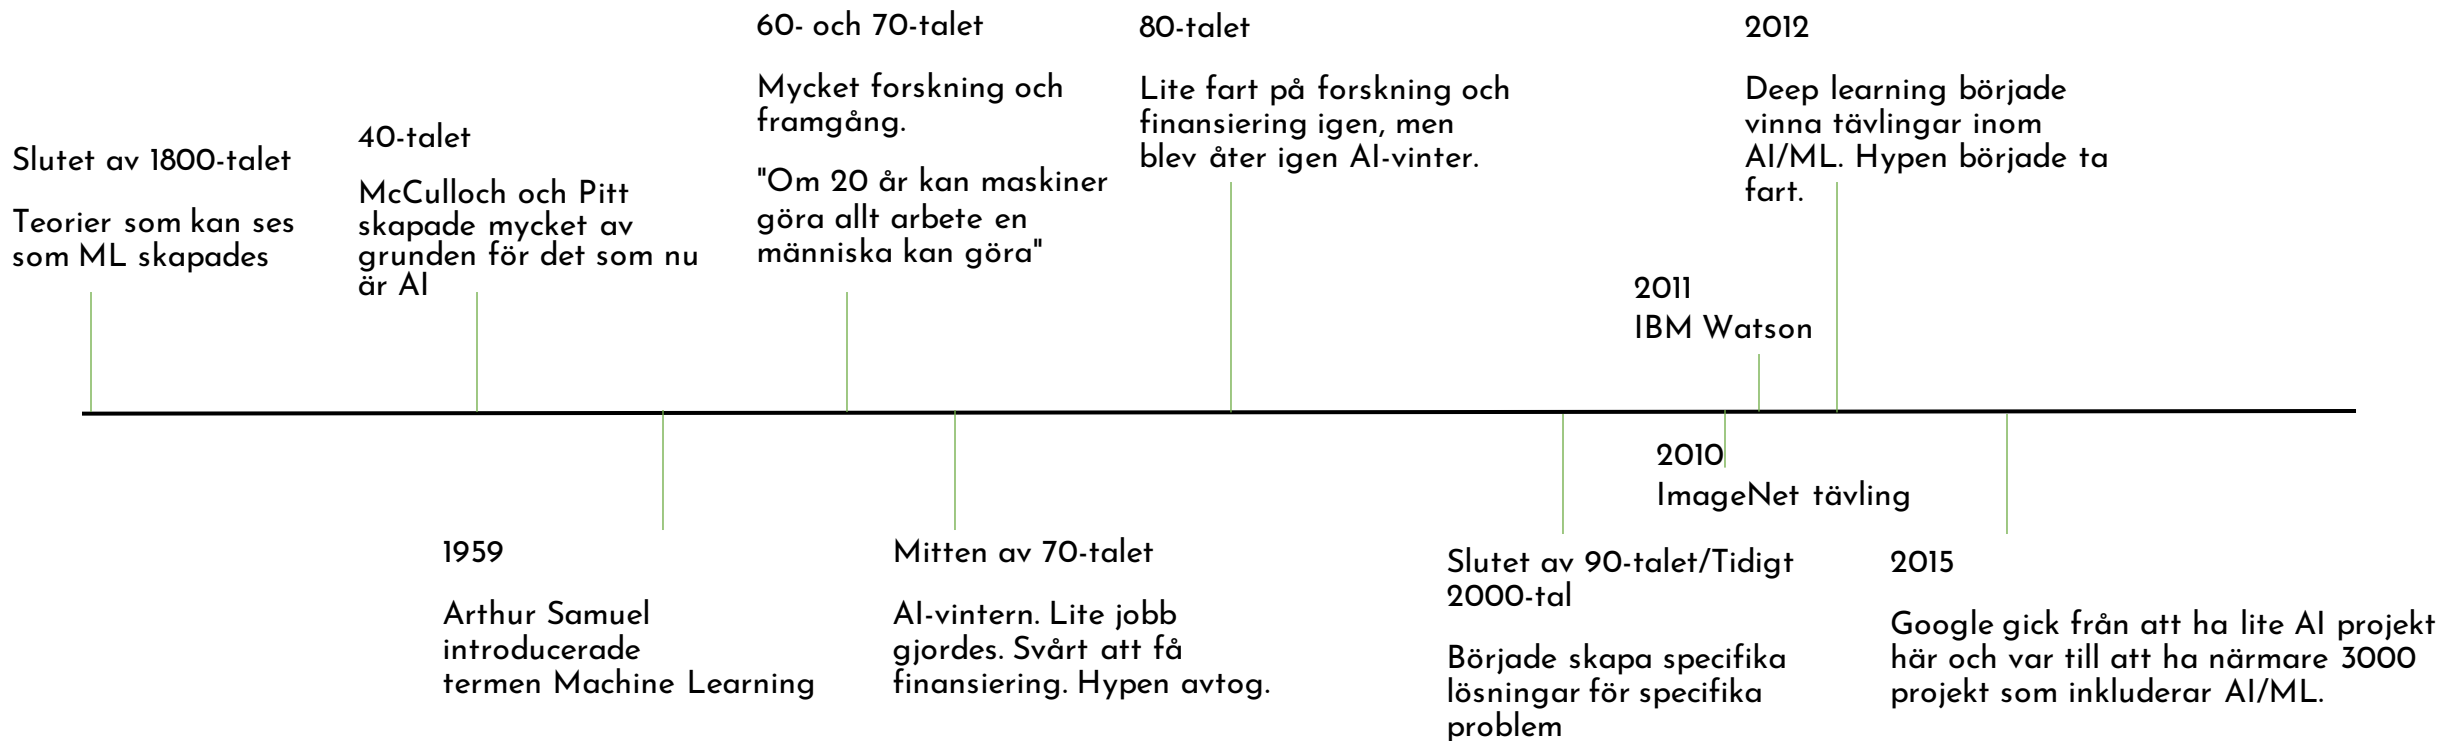 Slutet av 1800-talet
Teorier som kan ses
som ML skapades
40-talet
McCulloch och Pitt
skapade mycket av
grunden för det som nu
är AI
1959
Arthur Samuel
introducerade
termen Machine Learning
60- och 70-talet
Mycket forskning och
framgång.
"Om 20 år kan maskiner
göra allt arbete en
människa kan göra"
Mitten av 70-talet
AI-vintern. Lite jobb
gjordes. Svårt att få
finansiering. Hypen avtog.
80-talet
Lite fart på forskning och
finansiering igen, men
blev åter igen AI-vinter.
Slutet av 90-talet/Tidigt
2000-tal
Började skapa specifika
lösningar för specifika
problem
2010
ImageNet tävling
2011
IBM Watson
2012
Deep learning började
vinna tävlingar inom
AI/ML. Hypen började ta
fart.
2015
Google gick från att ha lite AI projekt
här och var till att ha närmare 3000
projekt som inkluderar AI/ML.